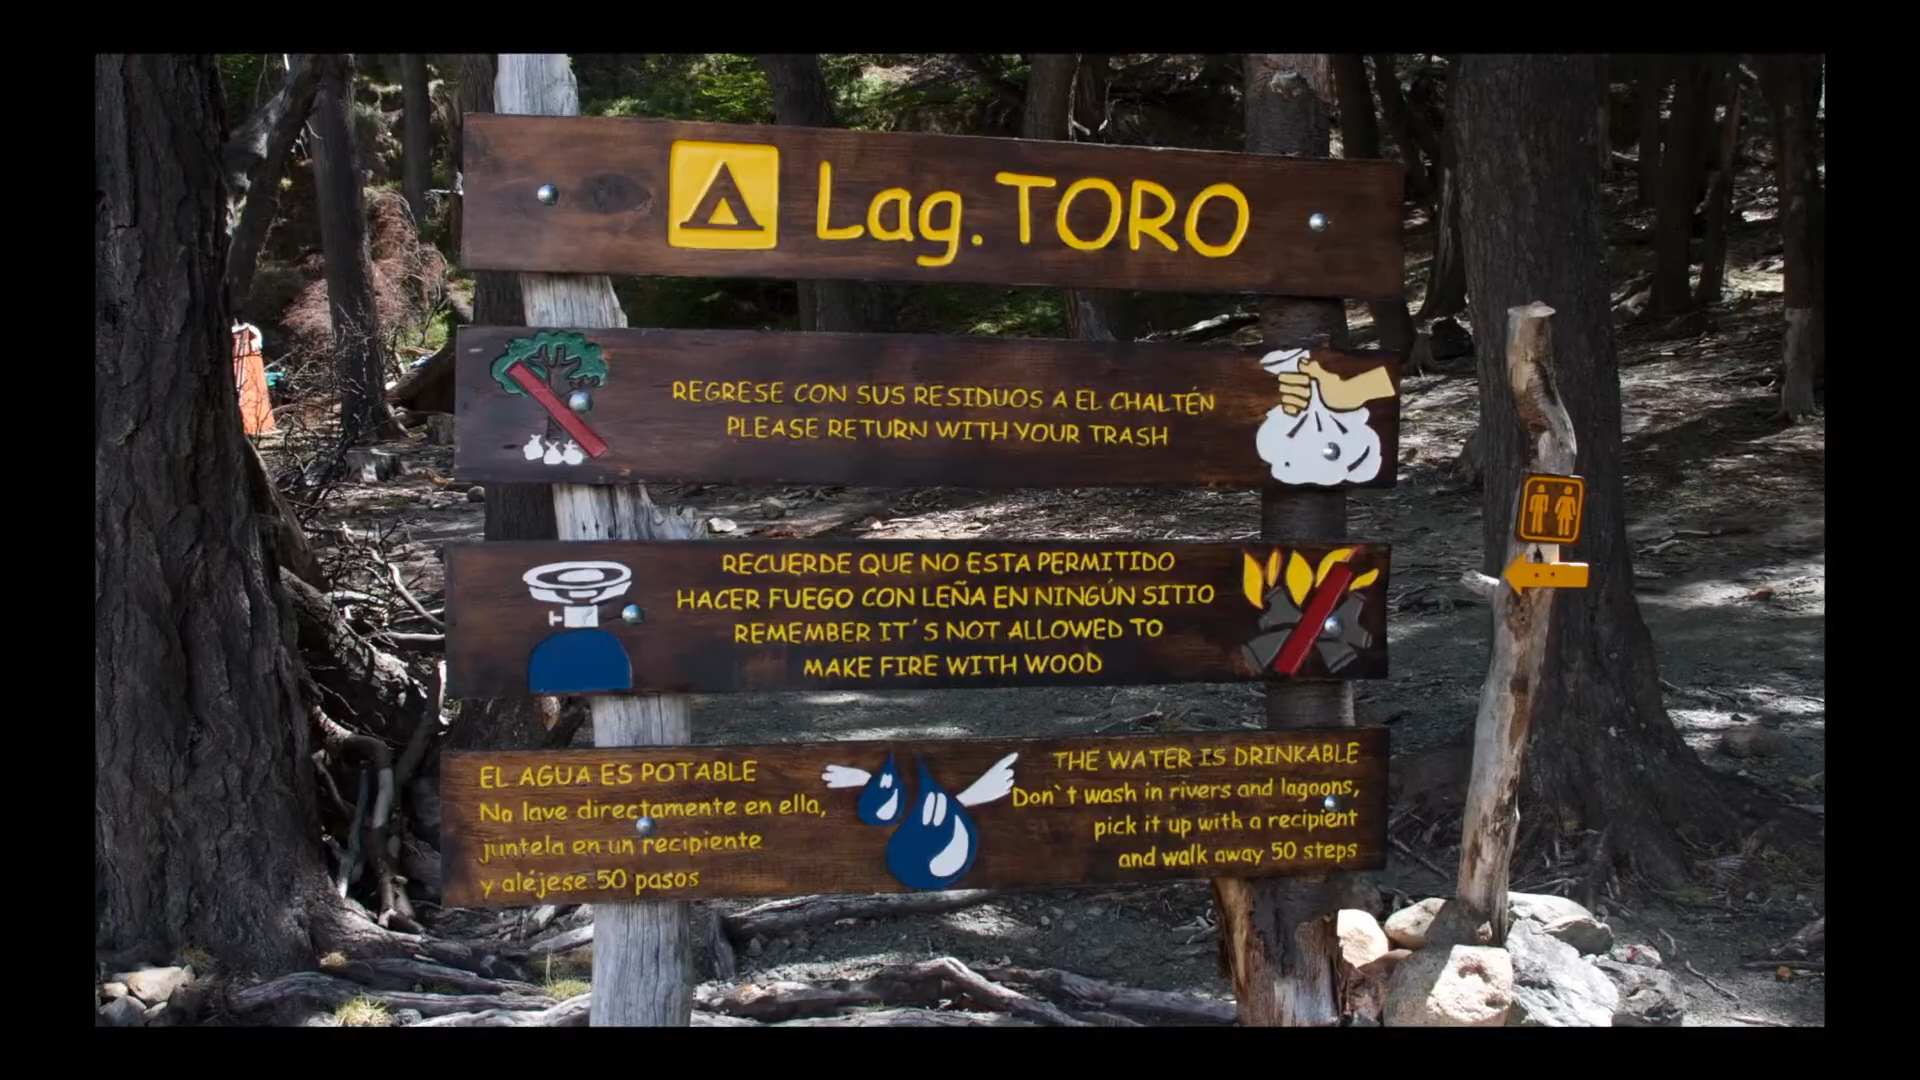 Lag. TORO
REGRESE CON SUS RESIDUOS A EL CHALTÉN
PLEASE RETURN WITH YOUR TRASH
RECUERDE QUE NO ESTA PERMITIDO
HACER FUEGO CON LEÑA EN NINGÚN SITIO
REMEMBER IT´S NOT ALLOWED TO
MAKE FIRE WITH WOOD
EL AGUA ES POTABLE
No lave directamente en ella,
júntela en un recipiente
y aléjese 50 pasos
THE WATER IS DRINKABLE
Don`t wash in rivers and lagoons,
pick it up with a recipient
and walk away 50 steps